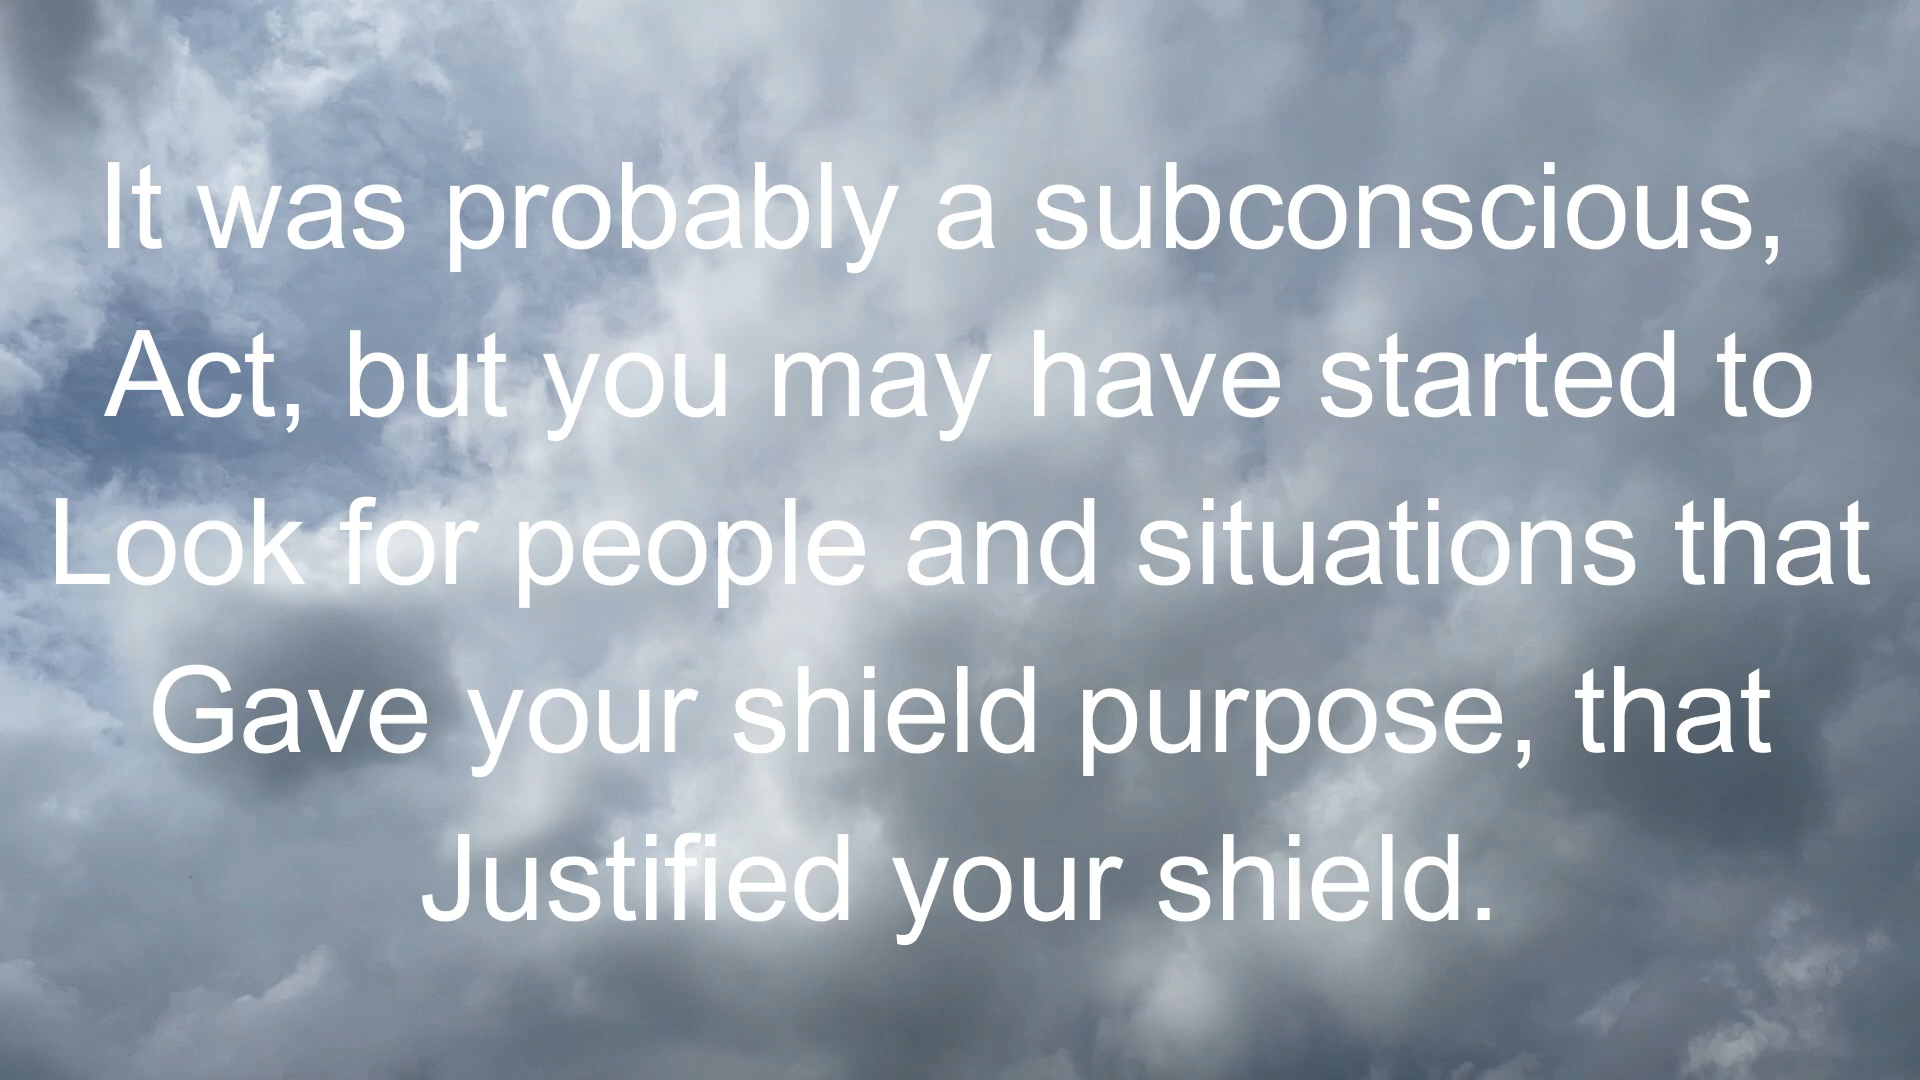 It was probably a subconscious,
Act, but you may have started to
Look for people and situations that
Gave your shield purpose, that
Justified your shield.